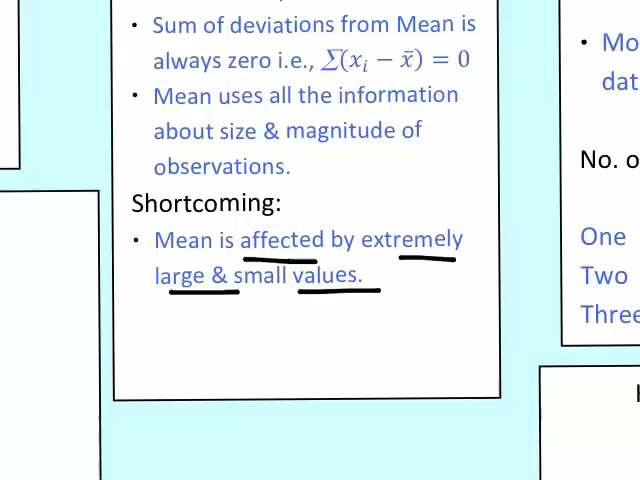 • Sum of deviations from Mean is
always zero i.e., ∑(xᵢ − x̄) = 0
• Mean uses all the information
about size & magnitude of
observations.
Shortcoming:
• Mean is affected by extremely
large & small values.
• Mo
dat
No. o
One
Two
Three